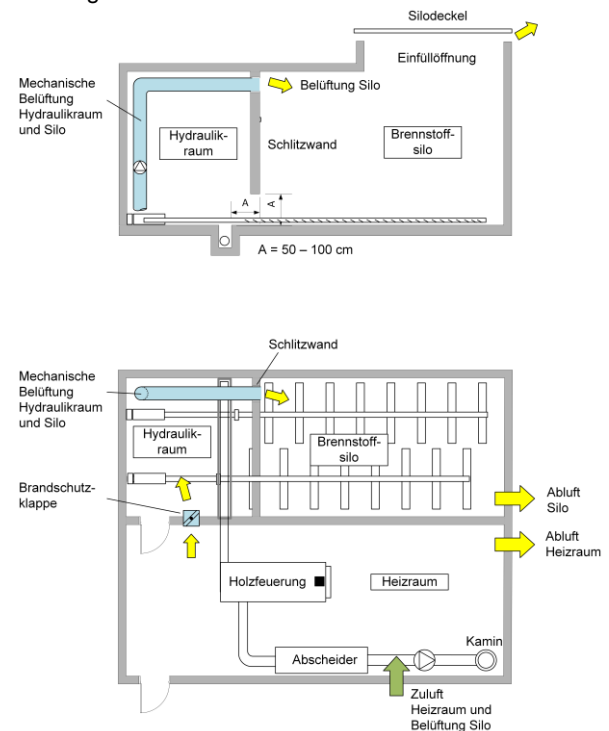 Silodeckel
Einfüllöffnung
Mechanische
Belüftung
Hydraulikraum
und Silo
Belüftung Silo
Hydraulik-
raum
Schlitzwand
Brennstoff-
silo
A
A
A = 50 – 100 cm
Schlitzwand
Mechanische
Belüftung
Hydraulikraum
und Silo
Hydraulik-
raum
Brennstoff-
silo
Brandschutz-
klappe
Abluft
Silo
Abluft
Heizraum
Holzfeuerung
Heizraum
Kamin
Abscheider
Zuluft
Heizraum und
Belüftung Silo